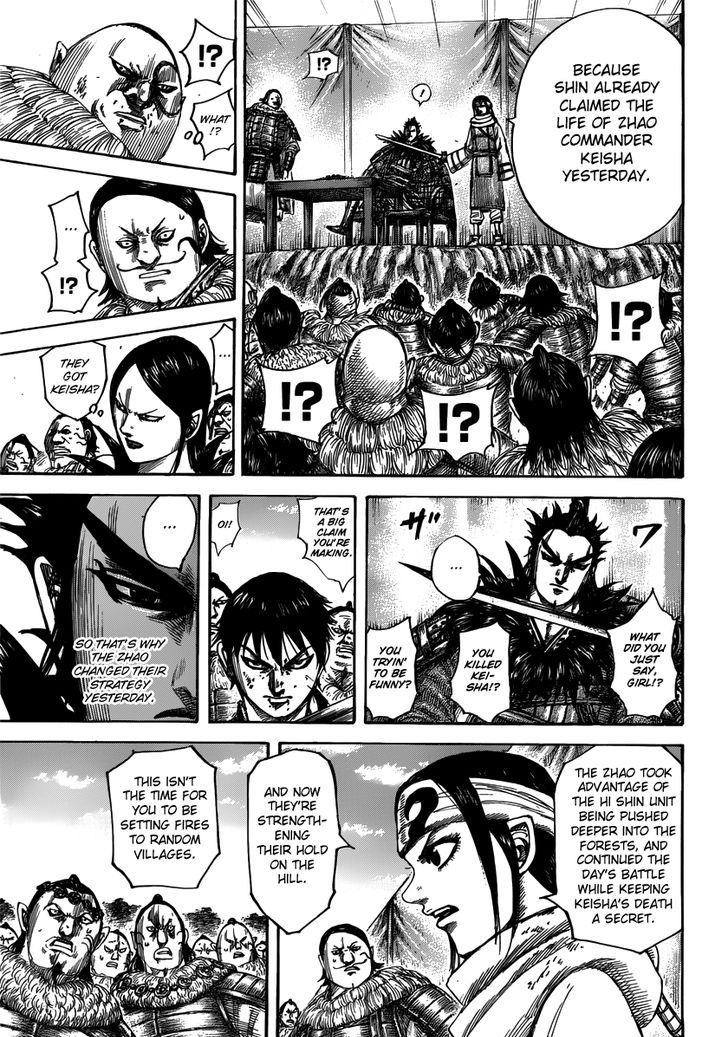 BECAUSE
SHIN ALREADY
CLAIMED THE
LIFE OF ZHAO
COMMANDER
KEISHA
YESTERDAY.
!?
!
!?
!?
!?
!?
WHAT
!?
...
!?
THEY
GOT
KEISHA?
ザワ
...
WHAT DID
YOU
JUST
SAY,
GIRL!?
YOU
KILLED
KEI-
SHA!?
YOU
TRYIN'
TO BE
FUNNY?
THAT'S
A BIG
CLAIM
YOU'RE
MAKING.
OI!
...
SO THAT'S WHY
THE ZHAO
CHANGED THEIR
STRATEGY
YESTERDAY.
THE ZHAO TOOK
ADVANTAGE OF
THE HI SHIN UNIT
BEING PUSHED
DEEPER INTO THE
FORESTS, AND
CONTINUED THE
DAY'S BATTLE
WHILE KEEPING
KEISHA'S DEATH
A SECRET.
AND NOW
THEY'RE
STRENGTH-
ENING
THEIR HOLD
ON THE
HILL.
THIS ISN'T
THE TIME FOR
YOU TO BE
SETTING FIRES
TO RANDOM
VILLAGES.